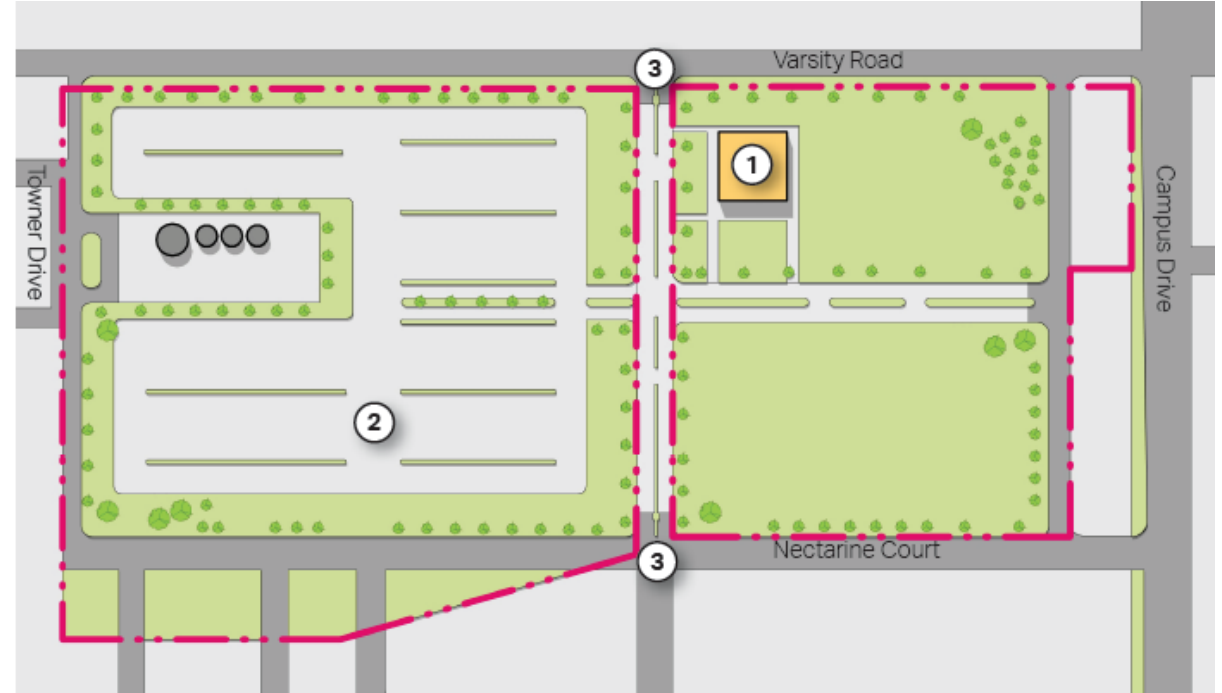 3
Varsity Road
1
Towner Drive
Campus Drive
2
Nectarine Court
3